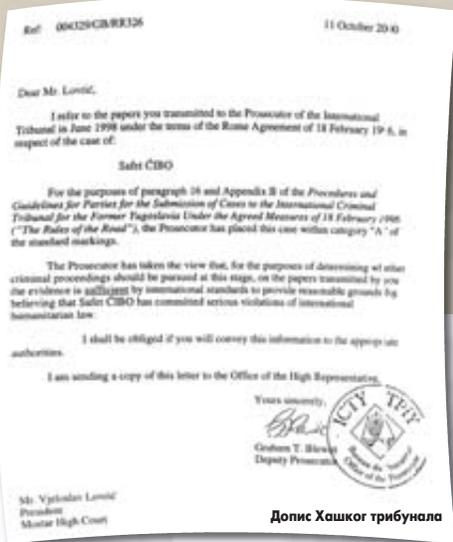 Ref: 004329/GB/RR326
11 October 2000
Dear Mr. Lovrić,
I refer to the papers you transmitted to the Prosecutor of the International
Tribunal in June 1998 under the terms of the Rome Agreement of 18 February 19 6, in
respect of the case of:
Safet ĆIBO
For the purposes of paragraph 16 and Appendix B of the Procedures and
Guidelines for Parties for the Submission of Cases to the International Criminal
Tribunal for the Former Yugoslavia Under the Agreed Measures of 18 February 1996
("The Rules of the Road"), the Prosecutor has placed this case within category "A" of
the standard markings.
The Prosecutor has taken the view that, for the purposes of determining whether
criminal proceedings should be pursued at this stage, on the papers transmitted by you
the evidence is sufficient by international standards to provide reasonable grounds for
believing that Safet ĆIBO has committed serious violations of international
humanitarian law.
I shall be obliged if you will convey this information to the appropriate
authorities.
I am sending a copy of this letter to the Office of the High Representative.
Yours sincerely,
Graham T. Blewitt
Deputy Prosecutor
ICTY TPIY
Office of the Prosecutor
Mr. Vjeloslav Lovrić
President
Mostar High Court
Допис Хашког трибунала